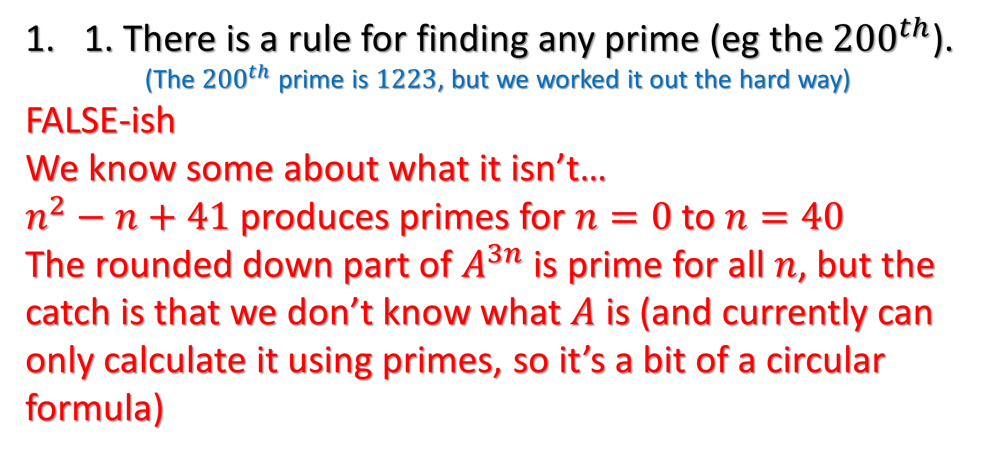 1. 1. There is a rule for finding any prime (eg the 200^{th}).
(The 200^{th} prime is 1223, but we worked it out the hard way)
FALSE-ish
We know some about what it isn’t…
n^2 − n + 41 produces primes for n = 0 to n = 40
The rounded down part of A^{3n} is prime for all n, but the
catch is that we don’t know what A is (and currently can
only calculate it using primes, so it’s a bit of a circular
formula)